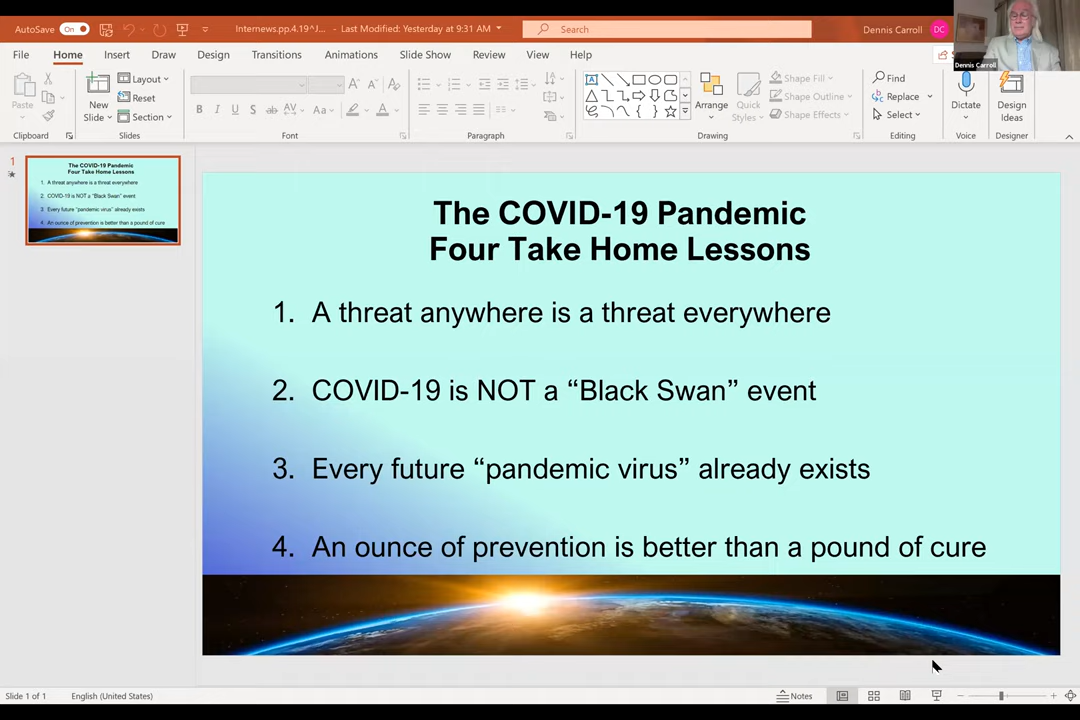 AutoSave On
Internews.pp.4.19^J... - Last Modified: Yesterday at 9:31 AM
Search
Dennis Carroll DC
Dennis Carroll
File Home Insert Draw Design Transitions Animations Slide Show Review View Help
Paste
New
Slide
Layout
Reset
Section
B I U S ab AV Aa A
Arrange
Quick
Styles
Shape Fill
Shape Outline
Shape Effects
Find
Replace
Select
Dictate
Design
Ideas
Clipboard Slides Font Paragraph Drawing Editing Voice Designer
1
The COVID-19 Pandemic
Four Take Home Lessons
1. A threat anywhere is a threat everywhere
2. COVID-19 is NOT a "Black Swan" event
3. Every future "pandemic virus" already exists
4. An ounce of prevention is better than a pound of cure
The COVID-19 Pandemic
Four Take Home Lessons
1. A threat anywhere is a threat everywhere
2. COVID-19 is NOT a “Black Swan” event
3. Every future “pandemic virus” already exists
4. An ounce of prevention is better than a pound of cure
Slide 1 of 1 English (United States) Notes